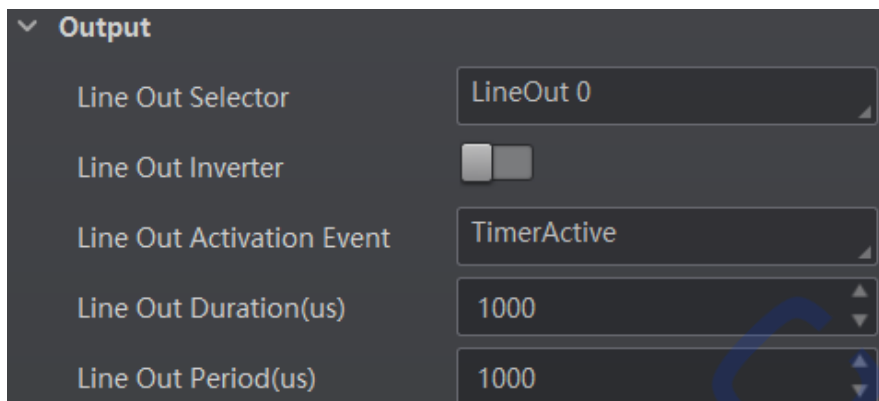 Output
Line Out Selector LineOut 0
Line Out Inverter
Line Out Activation Event TimerActive
Line Out Duration(us) 1000
Line Out Period(us) 1000